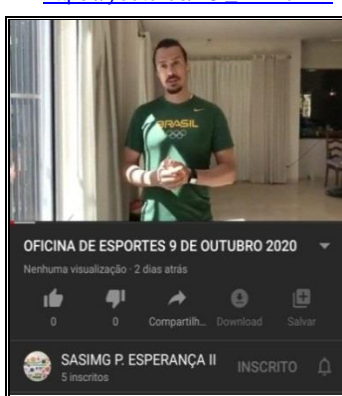 BRASIL
OFICINA DE ESPORTES 9 DE OUTUBRO 2020
Nenhuma visualização · 2 dias atrás
0 0 Compartilh... Download Salvar
SASIMG P. ESPERANÇA II INSCRITO
5 inscritos